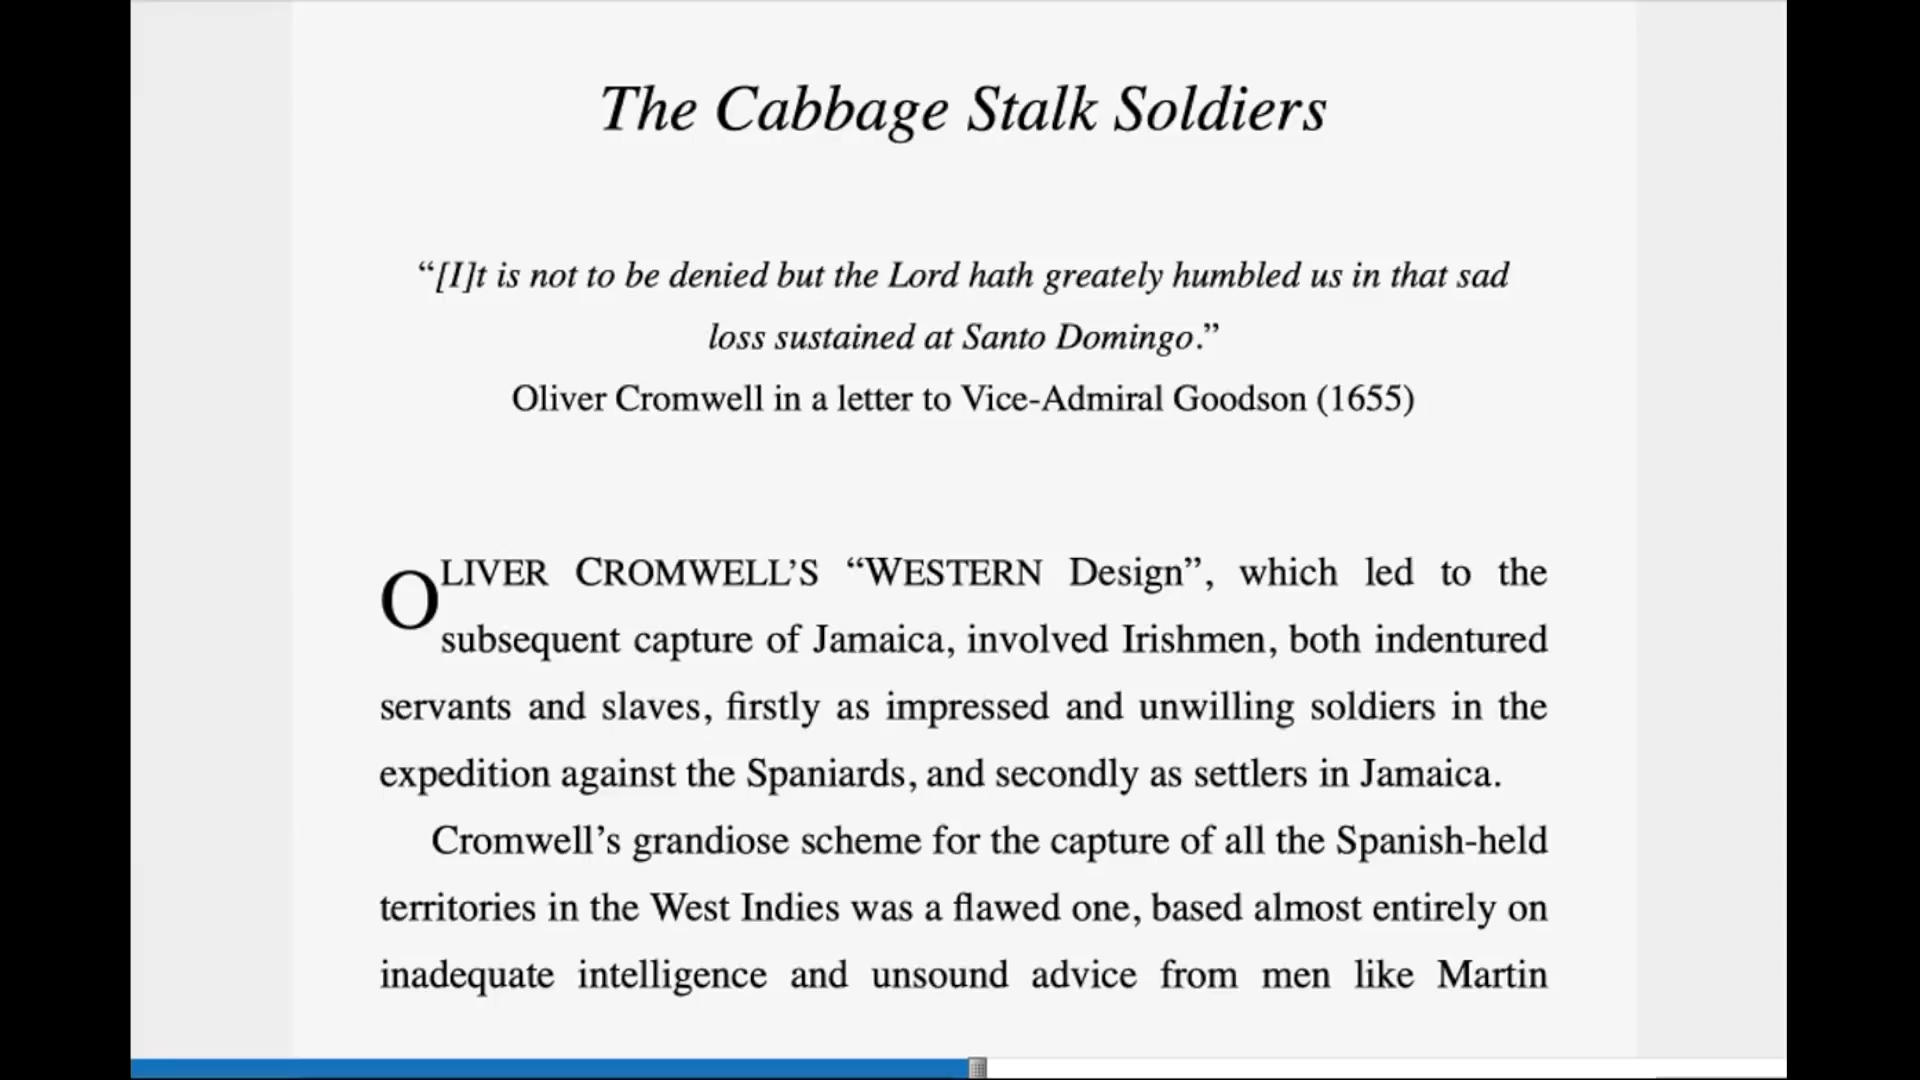 The Cabbage Stalk Soldiers
“[I]t is not to be denied but the Lord hath greately humbled us in that sad
loss sustained at Santo Domingo.”
Oliver Cromwell in a letter to Vice-Admiral Goodson (1655)
OLIVER CROMWELL’S “WESTERN Design”, which led to the
subsequent capture of Jamaica, involved Irishmen, both indentured
servants and slaves, firstly as impressed and unwilling soldiers in the
expedition against the Spaniards, and secondly as settlers in Jamaica.
Cromwell’s grandiose scheme for the capture of all the Spanish-held
territories in the West Indies was a flawed one, based almost entirely on
inadequate intelligence and unsound advice from men like Martin